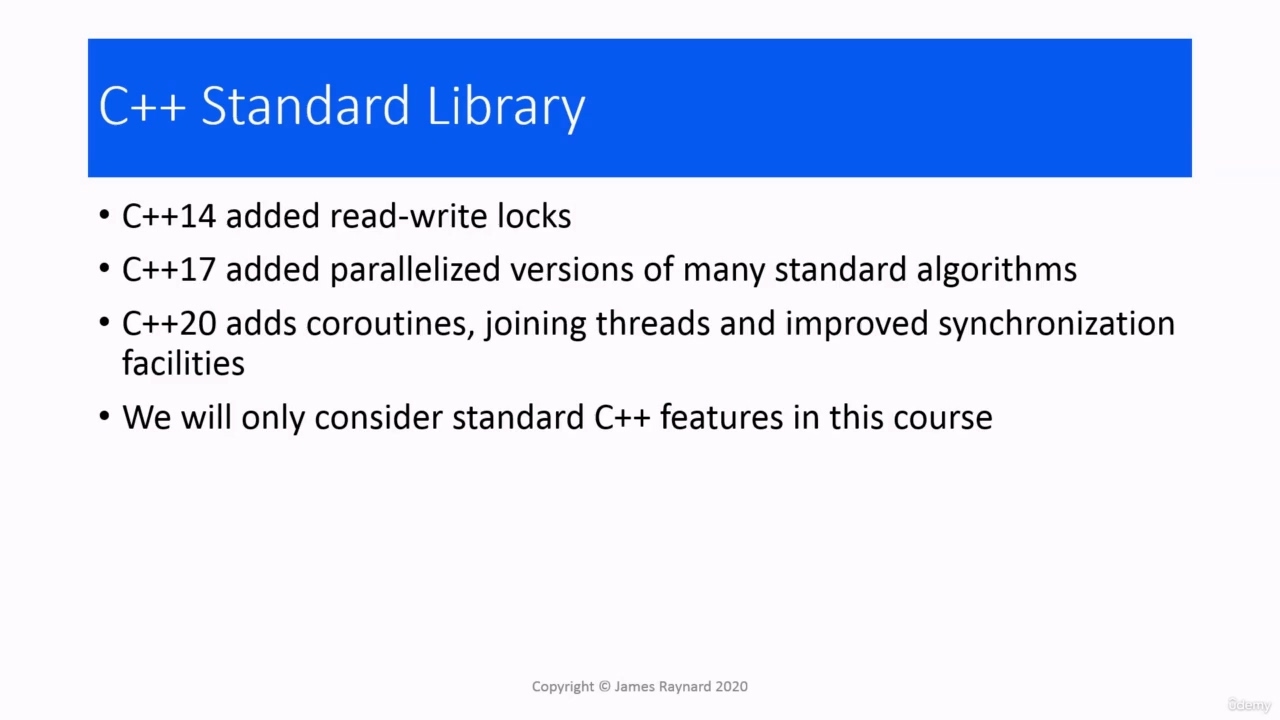 C++ Standard Library
• C++14 added read-write locks
• C++17 added parallelized versions of many standard algorithms
• C++20 adds coroutines, joining threads and improved synchronization
facilities
• We will only consider standard C++ features in this course
Copyright © James Raynard 2020
ûdemy